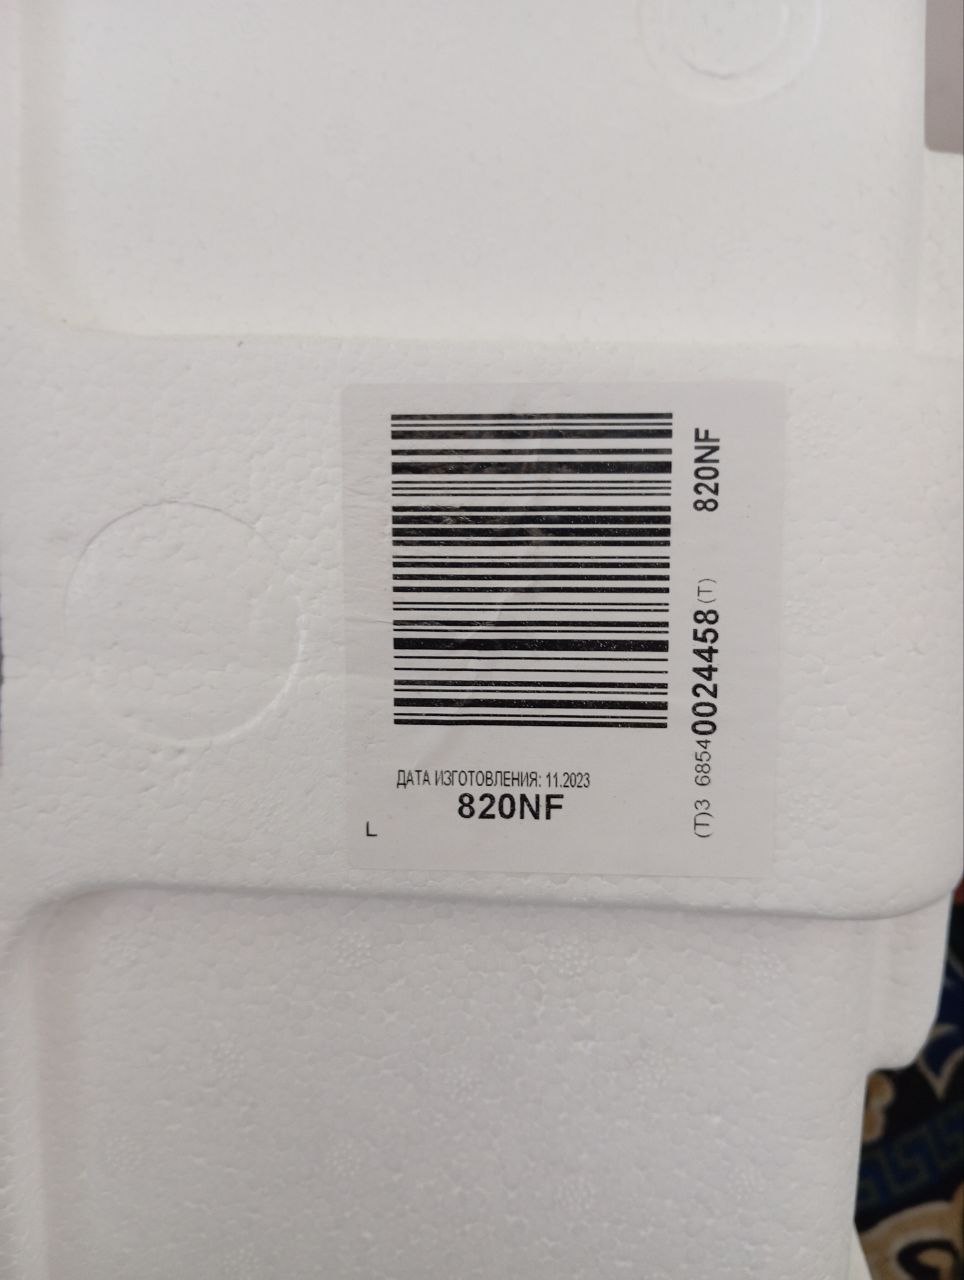 820NF
(T)3 68540024458(T)
ДАТА ИЗГОТОВЛЕНИЯ: 11.2023
820NF
L